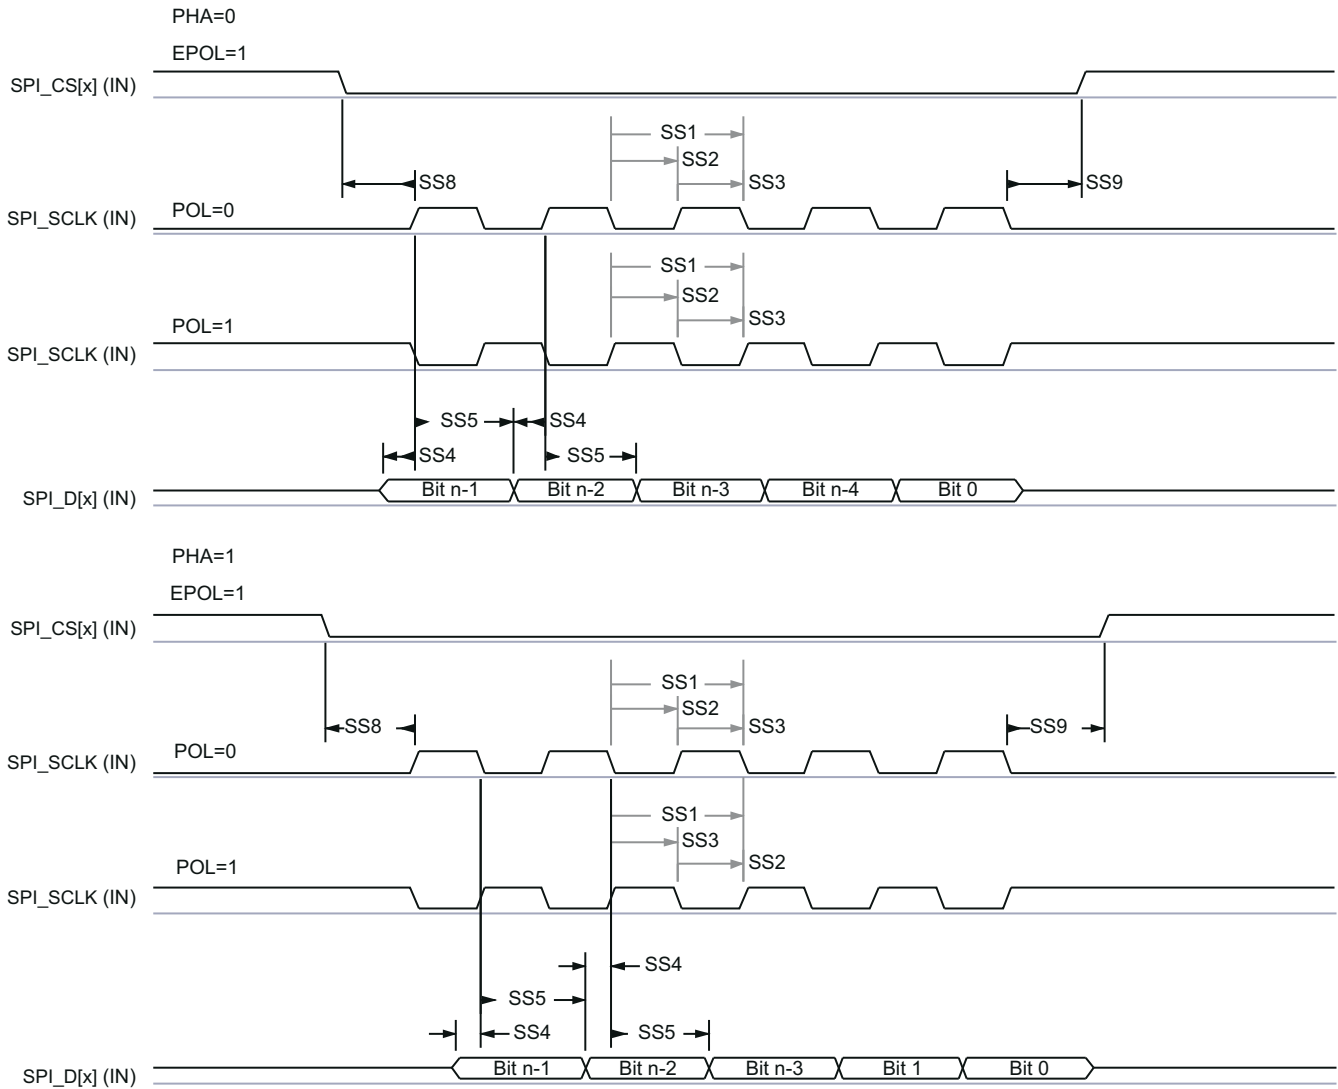 PHA=0
EPOL=1
SPI_CS[x] (IN)
SS1
SS2
SS8
SS3
SS9
POL=0
SPI_SCLK (IN)
SS1
SS2
SS3
POL=1
SPI_SCLK (IN)
SS5
SS4
SS4
SS5
Bit n-1
Bit n-2
Bit n-3
Bit n-4
Bit 0
SPI_D[x] (IN)
PHA=1
EPOL=1
SPI_CS[x] (IN)
SS1
SS2
SS8
SS3
SS9
POL=0
SPI_SCLK (IN)
SS1
SS3
SS2
POL=1
SPI_SCLK (IN)
SS4
SS5
SS4
SS5
Bit n-1
Bit n-2
Bit n-3
Bit 1
Bit 0
SPI_D[x] (IN)